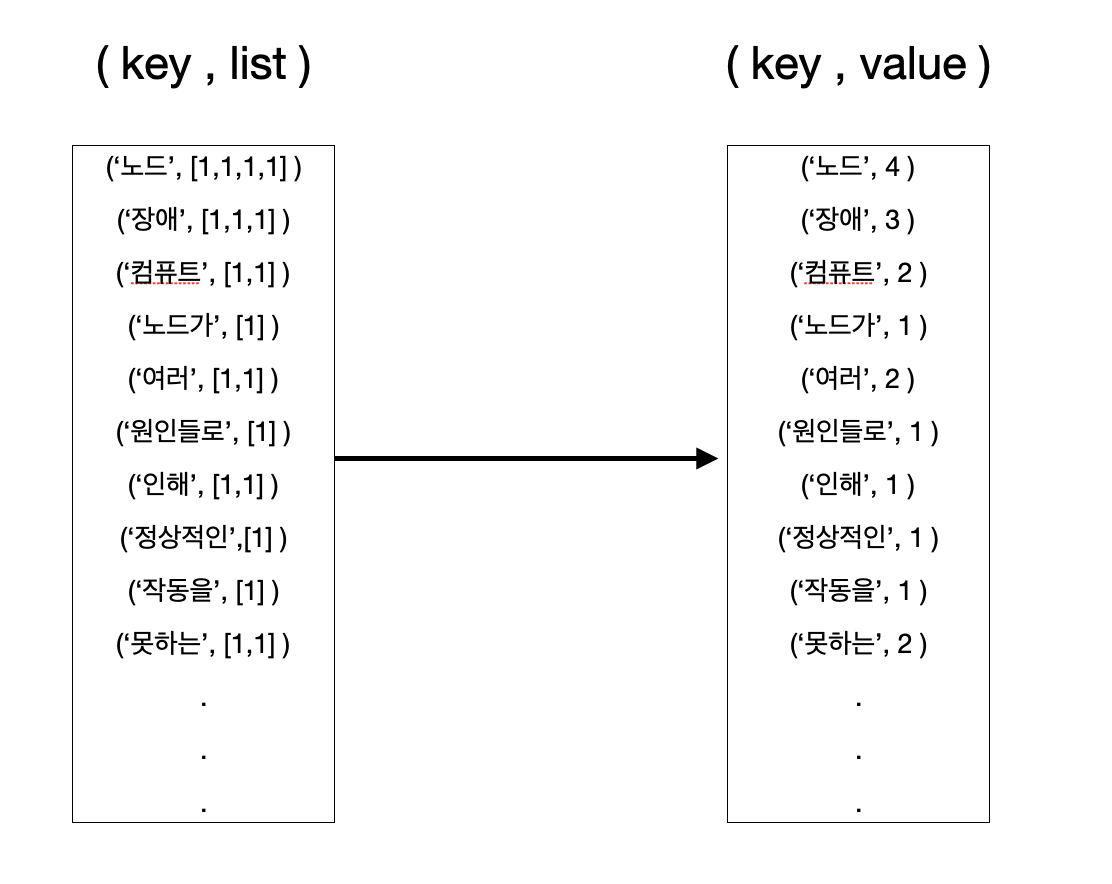 ( key , list )
(‘노드’, [1,1,1,1] )
(‘장애’, [1,1,1] )
(‘컴퓨트’, [1,1] )
(‘노드가’, [1] )
(‘여러’, [1,1] )
(‘원인들로’, [1] )
(‘인해’, [1,1] )
(‘정상적인’,[1] )
(‘작동을’, [1] )
(‘못하는’, [1,1] )
.
.
.
( key , value )
(‘노드’, 4 )
(‘장애’, 3 )
(‘컴퓨트’, 2 )
(‘노드가’, 1 )
(‘여러’, 2 )
(‘원인들로’, 1 )
(‘인해’, 1 )
(‘정상적인’, 1 )
(‘작동을’, 1 )
(‘못하는’, 2 )
.
.
.